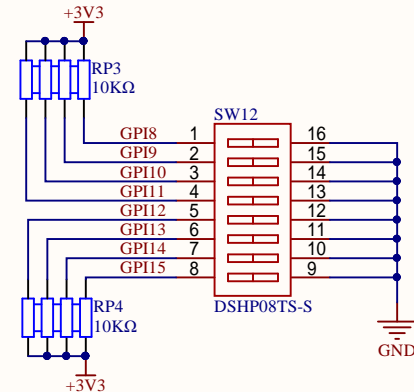 +3V3
RP3
10KΩ
SW12
GPI8 1 16
GPI9 2 15
GPI10 3 14
GPI11 4 13
GPI12 5 12
GPI13 6 11
GPI14 7 10
GPI15 8 9
DSHP08TS-S
RP4
10KΩ
GND
+3V3